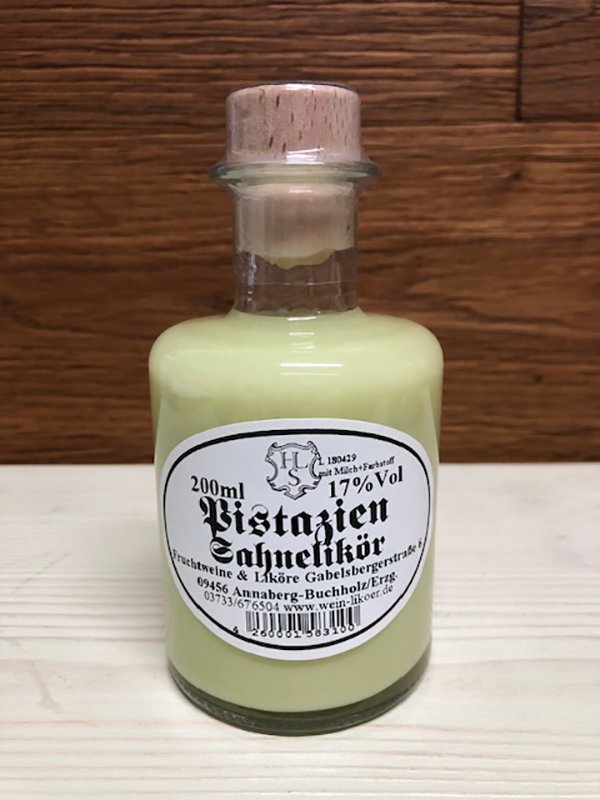 HL
S
L 180429
mit Milch+Farbstoff
200ml
17%Vol
Pistazien
Sahnelikör
Fruchtweine & Liköre Gabelsbergerstraße 6
09456 Annaberg-Buchholz/Erzg.
03733/676504 www.wein-likoer.de
4 260001 583100